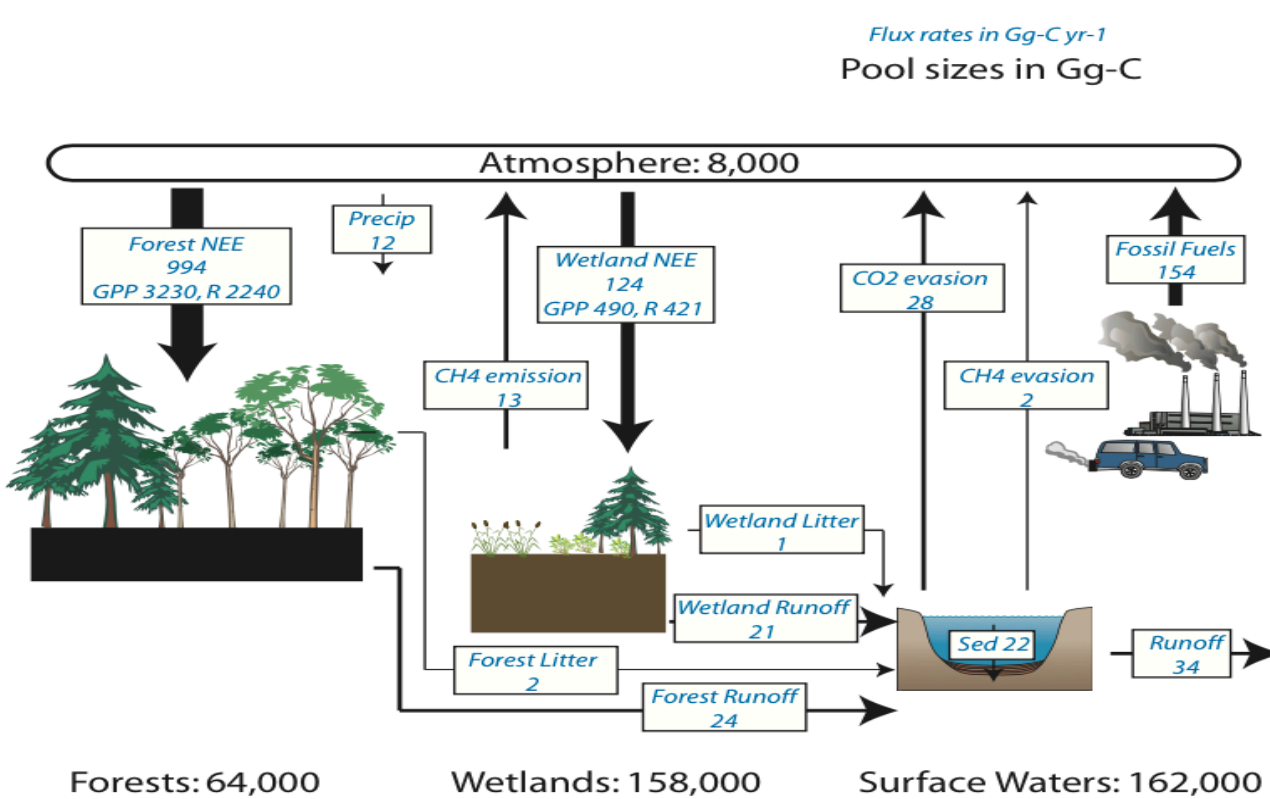 Flux rates in Gg-C yr-1
Pool sizes in Gg-C
Atmosphere: 8,000
Forest NEE
994
GPP 3230, R 2240
Precip
12
CH4 emission
13
Wetland NEE
124
GPP 490, R 421
CO2 evasion
28
CH4 evasion
2
Fossil Fuels
154
Wetland Litter
1
Wetland Runoff
21
Forest Litter
2
Forest Runoff
24
Sed 22
Runoff
34
Forests: 64,000
Wetlands: 158,000
Surface Waters: 162,000